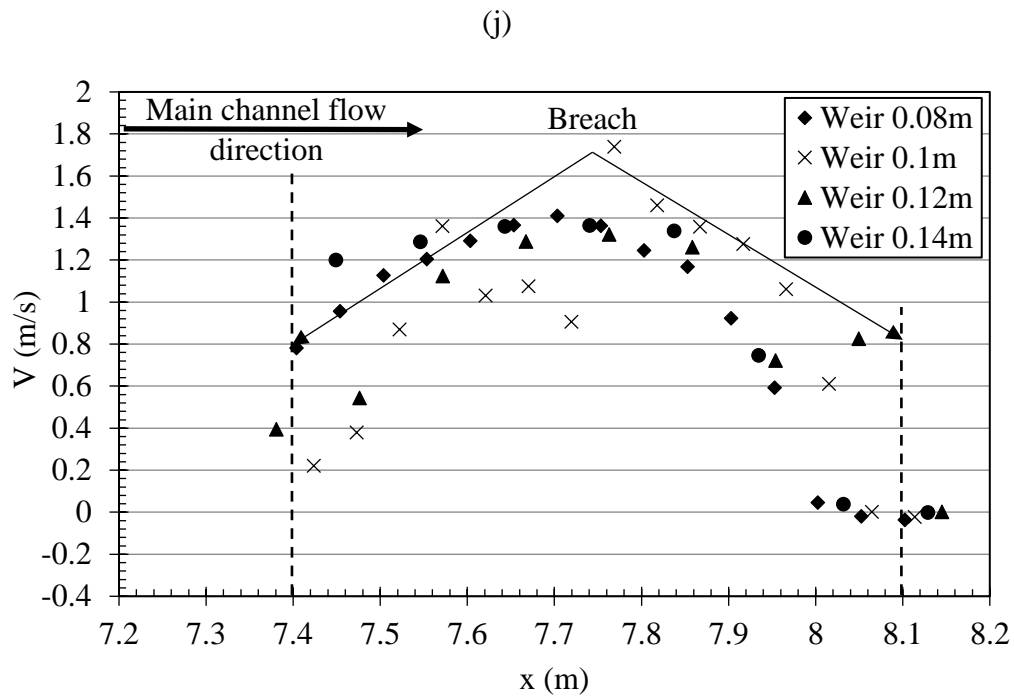 (j)
2
1.8
1.6
1.4
1.2
1
0.8
0.6
0.4
0.2
0
-0.2
-0.4
V (m/s)
Main channel flow
direction
Breach
Weir 0.08m
Weir 0.1m
Weir 0.12m
Weir 0.14m
7.2 7.3 7.4 7.5 7.6 7.7 7.8 7.9 8 8.1 8.2
x (m)